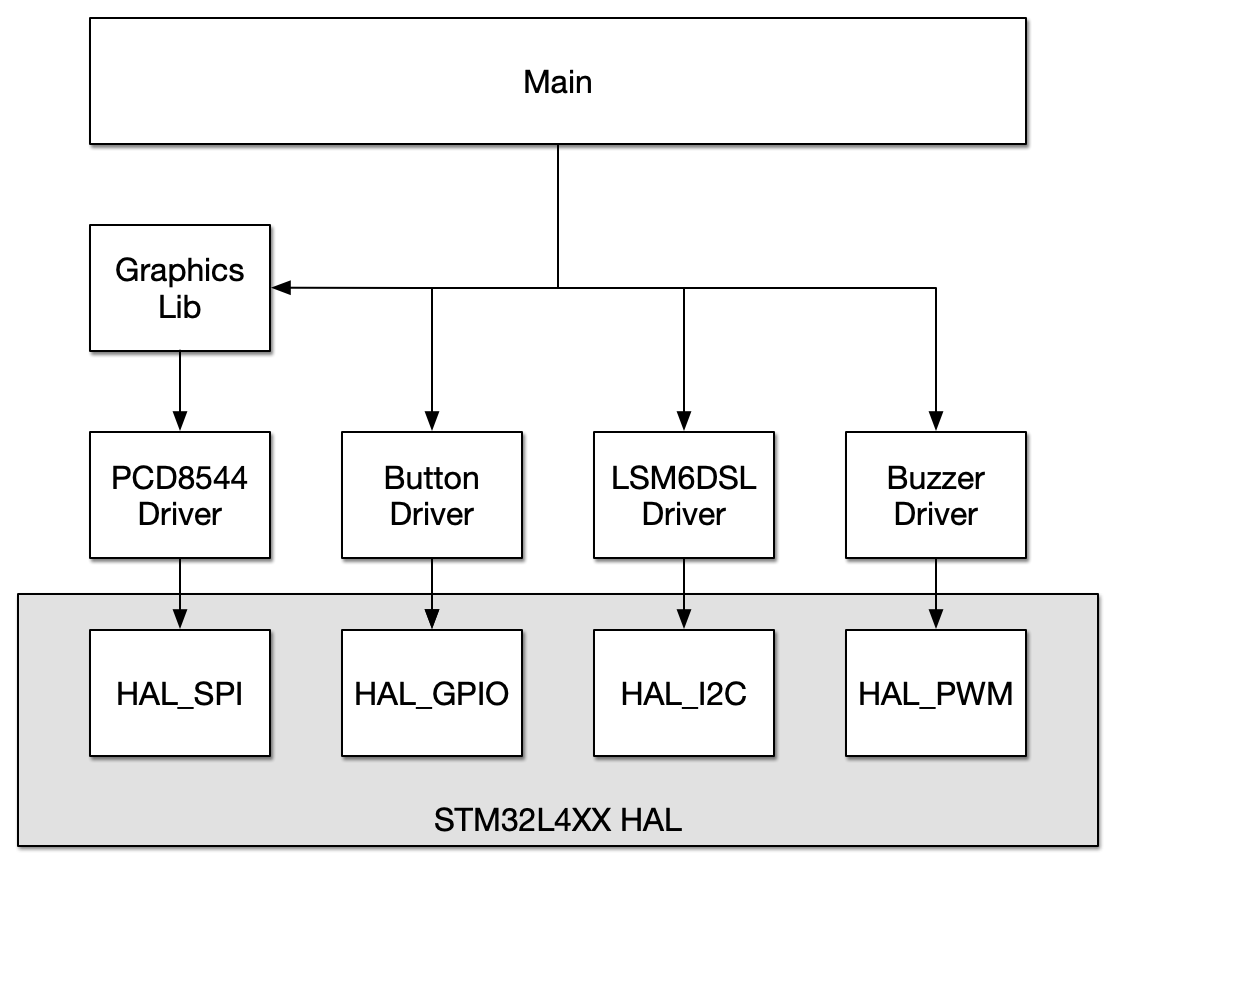 Main
Graphics
Lib
PCD8544
Driver
Button
Driver
LSM6DSL
Driver
Buzzer
Driver
HAL_SPI
HAL_GPIO
HAL_I2C
HAL_PWM
STM32L4XX HAL